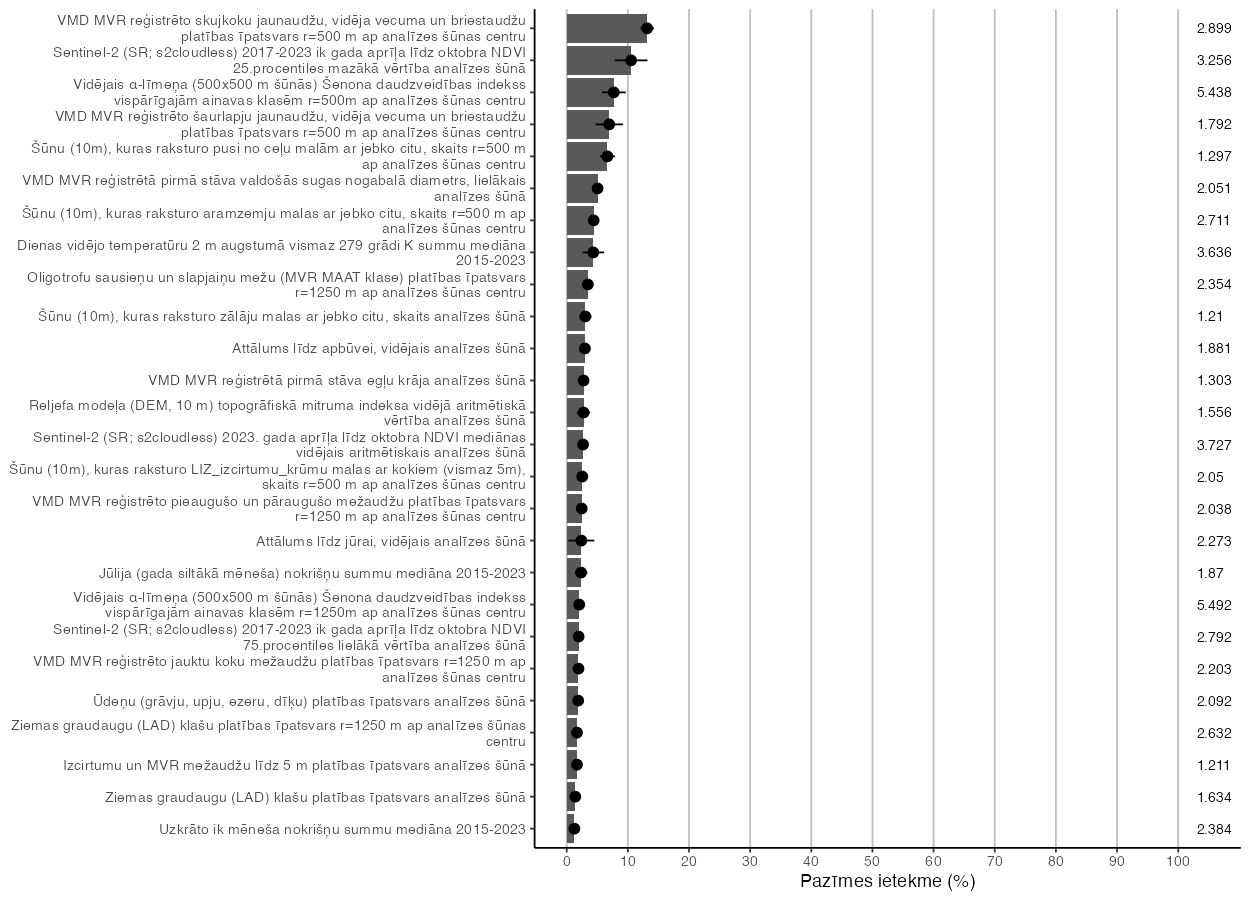 VMD MVR reģistrēto skujkoku jaunaudžu, vidēja vecuma un briestaudžu
platības īpatsvars r=500 m ap analīzes šūnas centru
2.899
Sentinel-2 (SR; s2cloudless) 2017-2023 ik gada aprīļa līdz oktobra NDVI
25.procentiles mazākā vērtība analīzes šūnā
3.256
Vidējais α-līmeņa (500x500 m šūnās) Šenona daudzveidības indekss
vispārīgajām ainavas klasēm r=500m ap analīzes šūnas centru
5.438
VMD MVR reģistrēto šaurlapju jaunaudžu, vidēja vecuma un briestaudžu
platības īpatsvars r=500 m ap analīzes šūnas centru
1.792
Šūnu (10m), kuras raksturo pusi no ceļu malām ar jebko citu, skaits r=500 m
ap analīzes šūnas centru
1.297
VMD MVR reģistrētā pirmā stāva valdošās sugas nogabalā diametrs, lielākais
analīzes šūnā
2.051
Šūnu (10m), kuras raksturo aramzemju malas ar jebko citu, skaits r=500 m ap
analīzes šūnas centru
2.711
Dienas vidējo temperatūru 2 m augstumā vismaz 279 grādi K summu mediāna
2015-2023
3.636
Oligotrofu sausieņu un slapjaiņu mežu (MVR MAAT klase) platības īpatsvars
r=1250 m ap analīzes šūnas centru
2.354
Šūnu (10m), kuras raksturo zālāju malas ar jebko citu, skaits analīzes šūnā
1.21
Attālums līdz apbūvei, vidējais analīzes šūnā
1.881
VMD MVR reģistrētā pirmā stāva egļu krāja analīzes šūnā
1.303
Reljefa modeļa (DEM, 10 m) topogrāfiskā mitruma indeksa vidējā aritmētiskā
vērtība analīzes šūnā
1.556
Sentinel-2 (SR; s2cloudless) 2023. gada aprīļa līdz oktobra NDVI mediānas
vidējais aritmētiskais analīzes šūnā
3.727
Šūnu (10m), kuras raksturo LIZ_izcirtumu_krūmu malas ar kokiem (vismaz 5m),
skaits r=500 m ap analīzes šūnas centru
2.05
VMD MVR reģistrēto pieaugušo un pāraugušo mežaudžu platības īpatsvars
r=1250 m ap analīzes šūnas centru
2.038
Attālums līdz jūrai, vidējais analīzes šūnā
2.273
Jūlija (gada siltākā mēneša) nokrišņu summu mediāna 2015-2023
1.87
Vidējais α-līmeņa (500x500 m šūnās) Šenona daudzveidības indekss
vispārīgajām ainavas klasēm r=1250m ap analīzes šūnas centru
5.492
Sentinel-2 (SR; s2cloudless) 2017-2023 ik gada aprīļa līdz oktobra NDVI
75.procentiles lielākā vērtība analīzes šūnā
2.792
VMD MVR reģistrēto jauktu koku mežaudžu platības īpatsvars r=1250 m ap
analīzes šūnas centru
2.203
Ūdeņu (grāvju, upju, ezeru, dīķu) platības īpatsvars analīzes šūnā
2.092
Ziemas graudaugu (LAD) klašu platības īpatsvars r=1250 m ap analīzes šūnas
centru
2.632
Izcirtumu un MVR mežaudžu līdz 5 m platības īpatsvars analīzes šūnā
1.211
Ziemas graudaugu (LAD) klašu platības īpatsvars analīzes šūnā
1.634
Uzkrāto ik mēneša nokrišņu summu mediāna 2015-2023
2.384
0 10 20 30 40 50 60 70 80 90 100
Pazīmes ietekme (%)